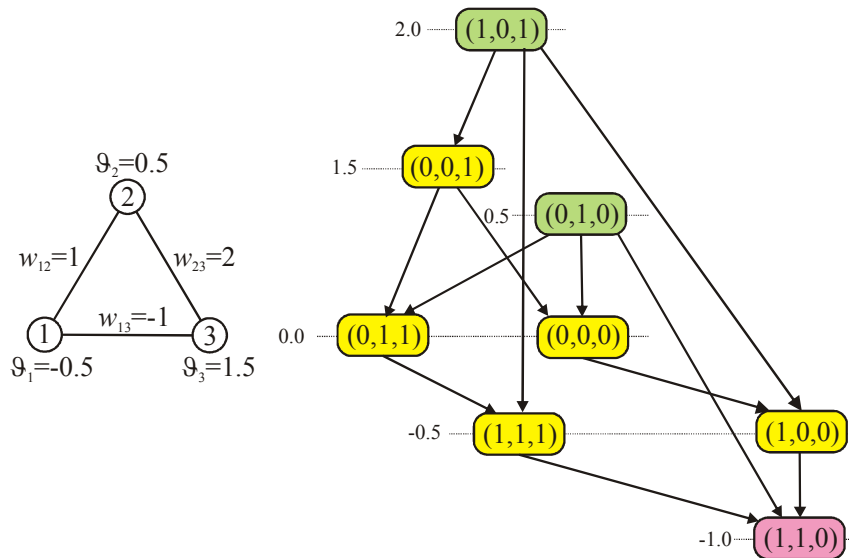 ϑ₂=0.5
2
w₁₂=1
w₂₃=2
w₁₃=-1
1
3
ϑ₁=-0.5
ϑ₃=1.5
2.0
(1,0,1)
1.5
(0,0,1)
0.5
(0,1,0)
0.0
(0,1,1)
(0,0,0)
-0.5
(1,1,1)
(1,0,0)
-1.0
(1,1,0)